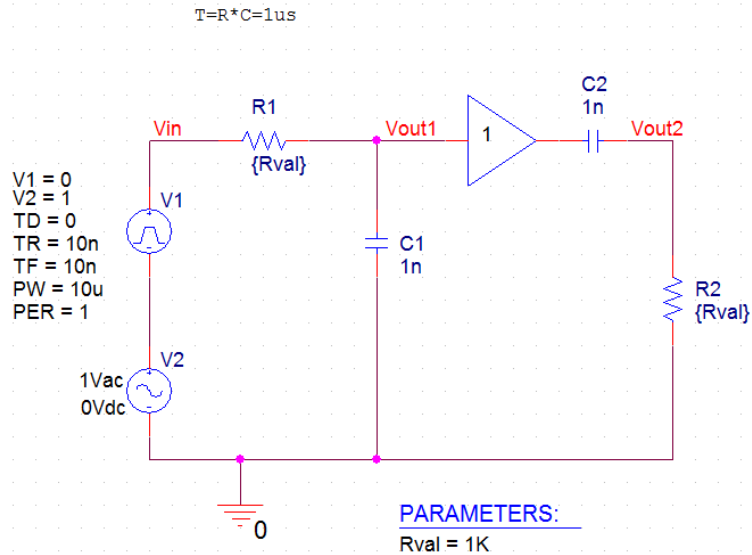 T=R*C=1us
C2
1n
R1
Vin
Vout1
1
Vout2
{Rval}
V1 = 0
V2 = 1
TD = 0
TR = 10n
TF = 10n
PW = 10u
PER = 1
V1
C1
1n
R2
{Rval}
V2
1Vac
0Vdc
0
PARAMETERS:
Rval = 1K